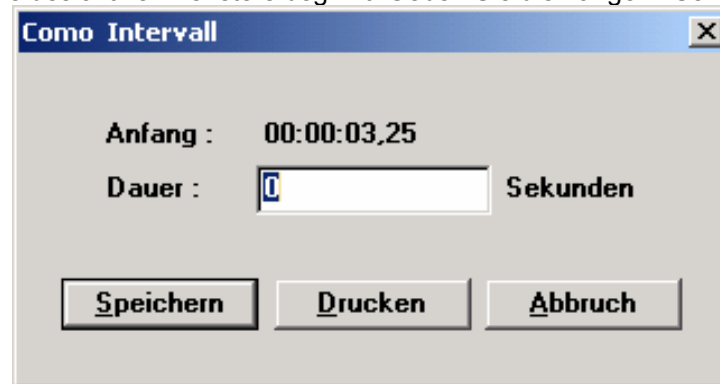 Como Intervall
Anfang : 00:00:03,25
Dauer : 0 Sekunden
Speichern Drucken Abbruch